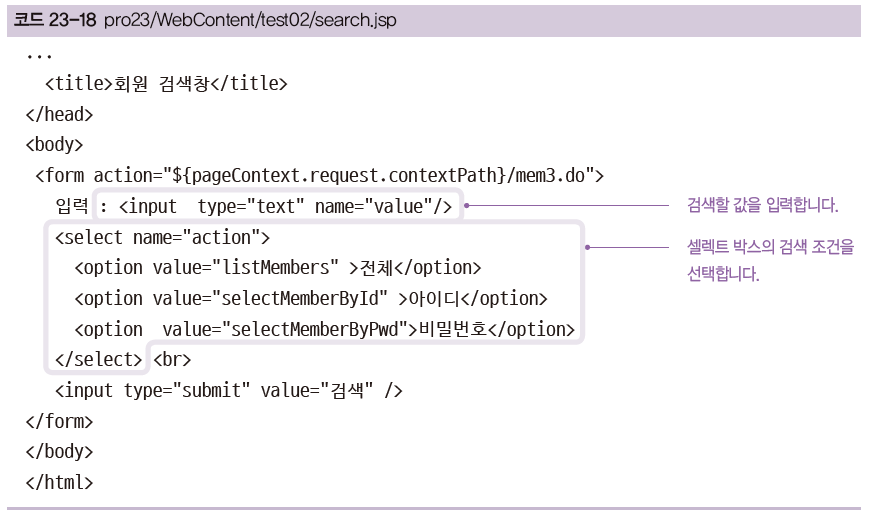 코드 23-18 pro23/WebContent/test02/search.jsp
...
<title>회원 검색창</title>
</head>
<body>
<form action="${pageContext.request.contextPath}/mem3.do">
입력 : <input  type="text" name="value"/>
검색할 값을 입력합니다.
<select name="action">
셀렉트 박스의 검색 조건을
선택합니다.
<option value="listMembers" >전체</option>
<option value="selectMemberById" >아이디</option>
<option  value="selectMemberByPwd">비밀번호</option>
</select> <br>
<input type="submit" value="검색" />
</form>
</body>
</html>